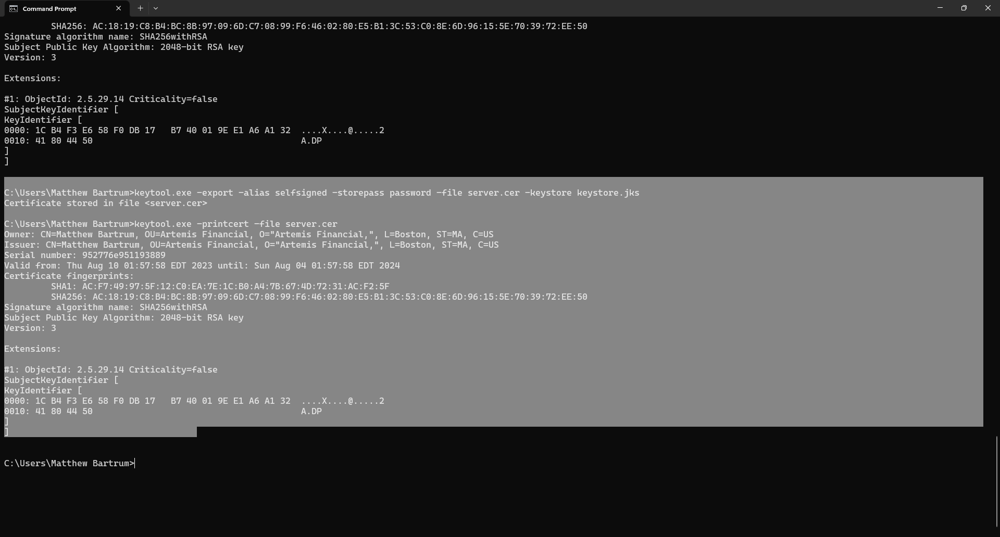 Command Prompt
SHA256: AC:18:19:C8:B4:BC:8B:97:09:6D:C7:08:99:F6:46:02:80:E5:B1:3C:53:C0:8E:6D:96:15:5E:70:39:72:EE:50
Signature algorithm name: SHA256withRSA
Subject Public Key Algorithm: 2048-bit RSA key
Version: 3
Extensions:
#1: ObjectId: 2.5.29.14 Criticality=false
SubjectKeyIdentifier [
KeyIdentifier [
0000: 1C B4 F3 E6 58 F0 DB 17   B7 40 01 9E E1 A6 A1 32  ....X....@.....2
0010: 41 80 44 50                                        A.DP
]
]
C:\Users\Matthew Bartrum>keytool.exe -export -alias selfsigned -storepass password -file server.cer -keystore keystore.jks
Certificate stored in file <server.cer>
C:\Users\Matthew Bartrum>keytool.exe -printcert -file server.cer
Owner: CN=Matthew Bartrum, OU=Artemis Financial, O="Artemis Financial,", L=Boston, ST=MA, C=US
Issuer: CN=Matthew Bartrum, OU=Artemis Financial, O="Artemis Financial,", L=Boston, ST=MA, C=US
Serial number: 952776e951193889
Valid from: Thu Aug 10 01:57:58 EDT 2023 until: Sun Aug 04 01:57:58 EDT 2024
Certificate fingerprints:
SHA1: AC:F7:49:97:5F:12:C0:EA:7E:1C:B0:A4:7B:67:4D:72:31:AC:F2:5F
SHA256: AC:18:19:C8:B4:BC:8B:97:09:6D:C7:08:99:F6:46:02:80:E5:B1:3C:53:C0:8E:6D:96:15:5E:70:39:72:EE:50
Signature algorithm name: SHA256withRSA
Subject Public Key Algorithm: 2048-bit RSA key
Version: 3
Extensions:
#1: ObjectId: 2.5.29.14 Criticality=false
SubjectKeyIdentifier [
KeyIdentifier [
0000: 1C B4 F3 E6 58 F0 DB 17   B7 40 01 9E E1 A6 A1 32  ....X....@.....2
0010: 41 80 44 50                                        A.DP
]
]
C:\Users\Matthew Bartrum>